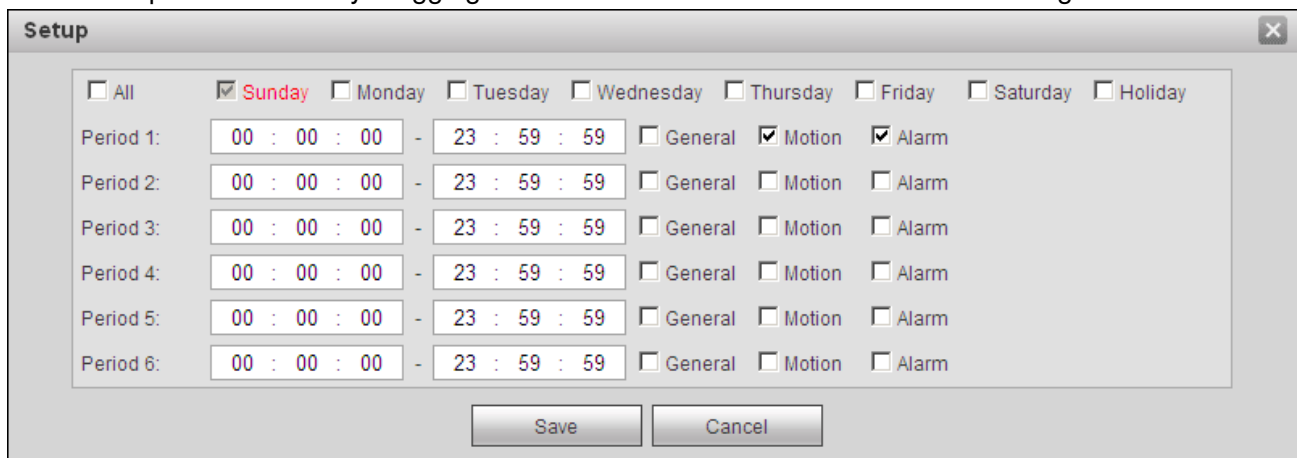 Setup
All Sunday Monday Tuesday Wednesday Thursday Friday Saturday Holiday
Period 1: 00 : 00 : 00 - 23 : 59 : 59 General Motion Alarm
Period 2: 00 : 00 : 00 - 23 : 59 : 59 General Motion Alarm
Period 3: 00 : 00 : 00 - 23 : 59 : 59 General Motion Alarm
Period 4: 00 : 00 : 00 - 23 : 59 : 59 General Motion Alarm
Period 5: 00 : 00 : 00 - 23 : 59 : 59 General Motion Alarm
Period 6: 00 : 00 : 00 - 23 : 59 : 59 General Motion Alarm
Save Cancel